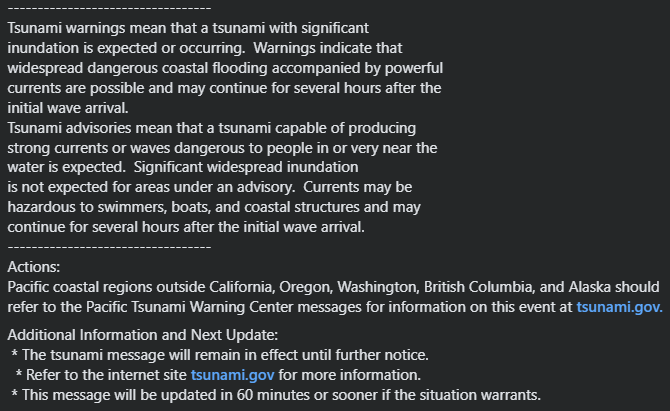 ----------------------------------
Tsunami warnings mean that a tsunami with significant
inundation is expected or occurring.  Warnings indicate that
widespread dangerous coastal flooding accompanied by powerful
currents are possible and may continue for several hours after the
initial wave arrival.
Tsunami advisories mean that a tsunami capable of producing
strong currents or waves dangerous to people in or very near the
water is expected.  Significant widespread inundation
is not expected for areas under an advisory.  Currents may be
hazardous to swimmers, boats, and coastal structures and may
continue for several hours after the initial wave arrival.
----------------------------------
Actions:
Pacific coastal regions outside California, Oregon, Washington, British Columbia, and Alaska should
refer to the Pacific Tsunami Warning Center messages for information on this event at tsunami.gov.
Additional Information and Next Update:
* The tsunami message will remain in effect until further notice.
* Refer to the internet site tsunami.gov for more information.
* This message will be updated in 60 minutes or sooner if the situation warrants.